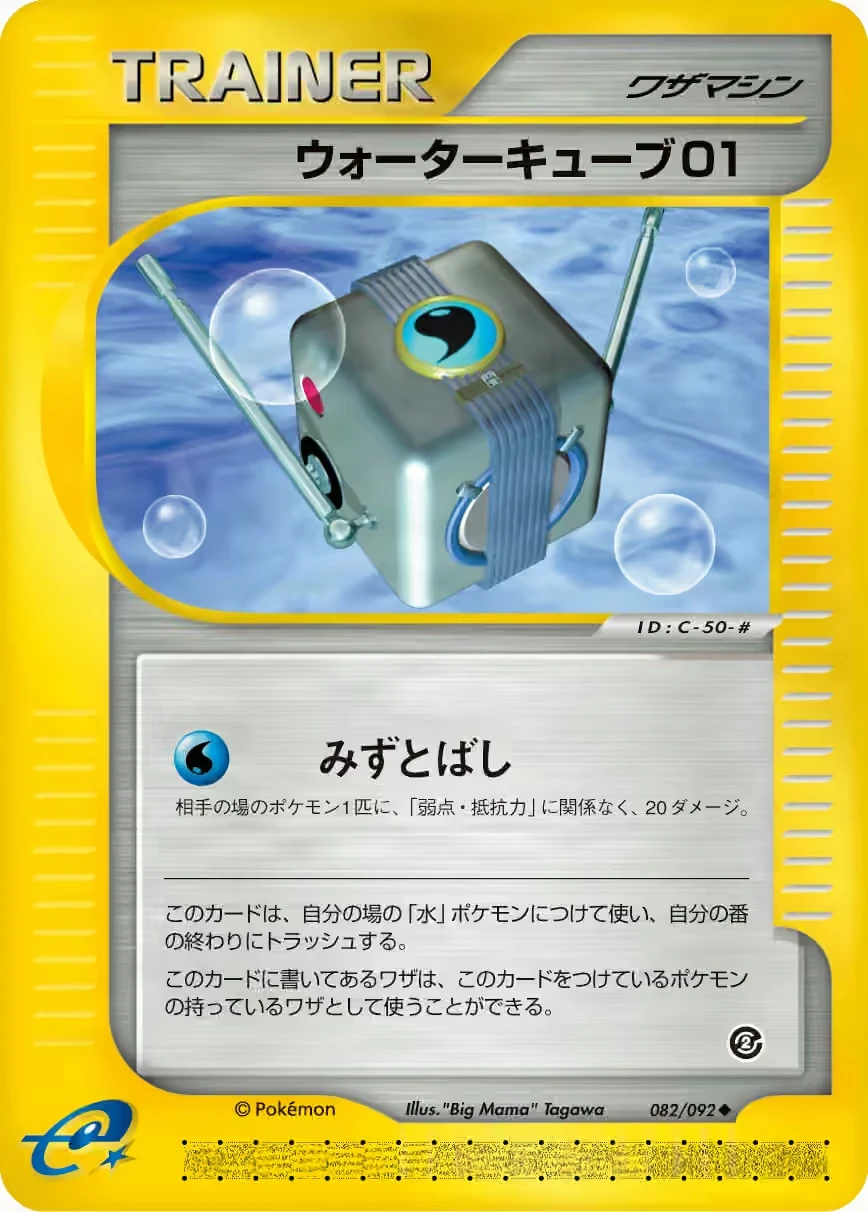 TRAINER
ワザマシン
ウォーターキューブ01
ID:C-50-#
みずとばし
相手の場のポケモン1匹に、「弱点・抵抗力」に関係なく、20ダメージ。
このカードは、自分の場の「水」ポケモンにつけて使い、自分の番
の終わりにトラッシュする。
このカードに書いてあるワザは、このカードをつけているポケモン
の持っているワザとして使うことができる。
2
© Pokémon
Illus."Big Mama" Tagawa
082/092◆
e